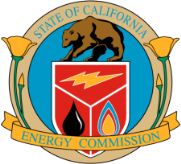 STATE OF CALIFORNIA
ENERGY COMMISSION